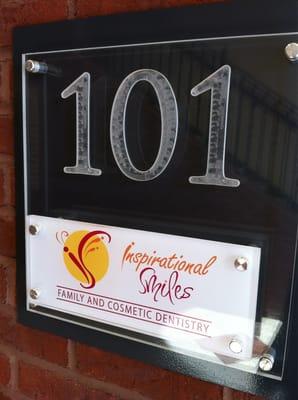 101
Inspirational
Smiles
FAMILY AND COSMETIC DENTISTRY